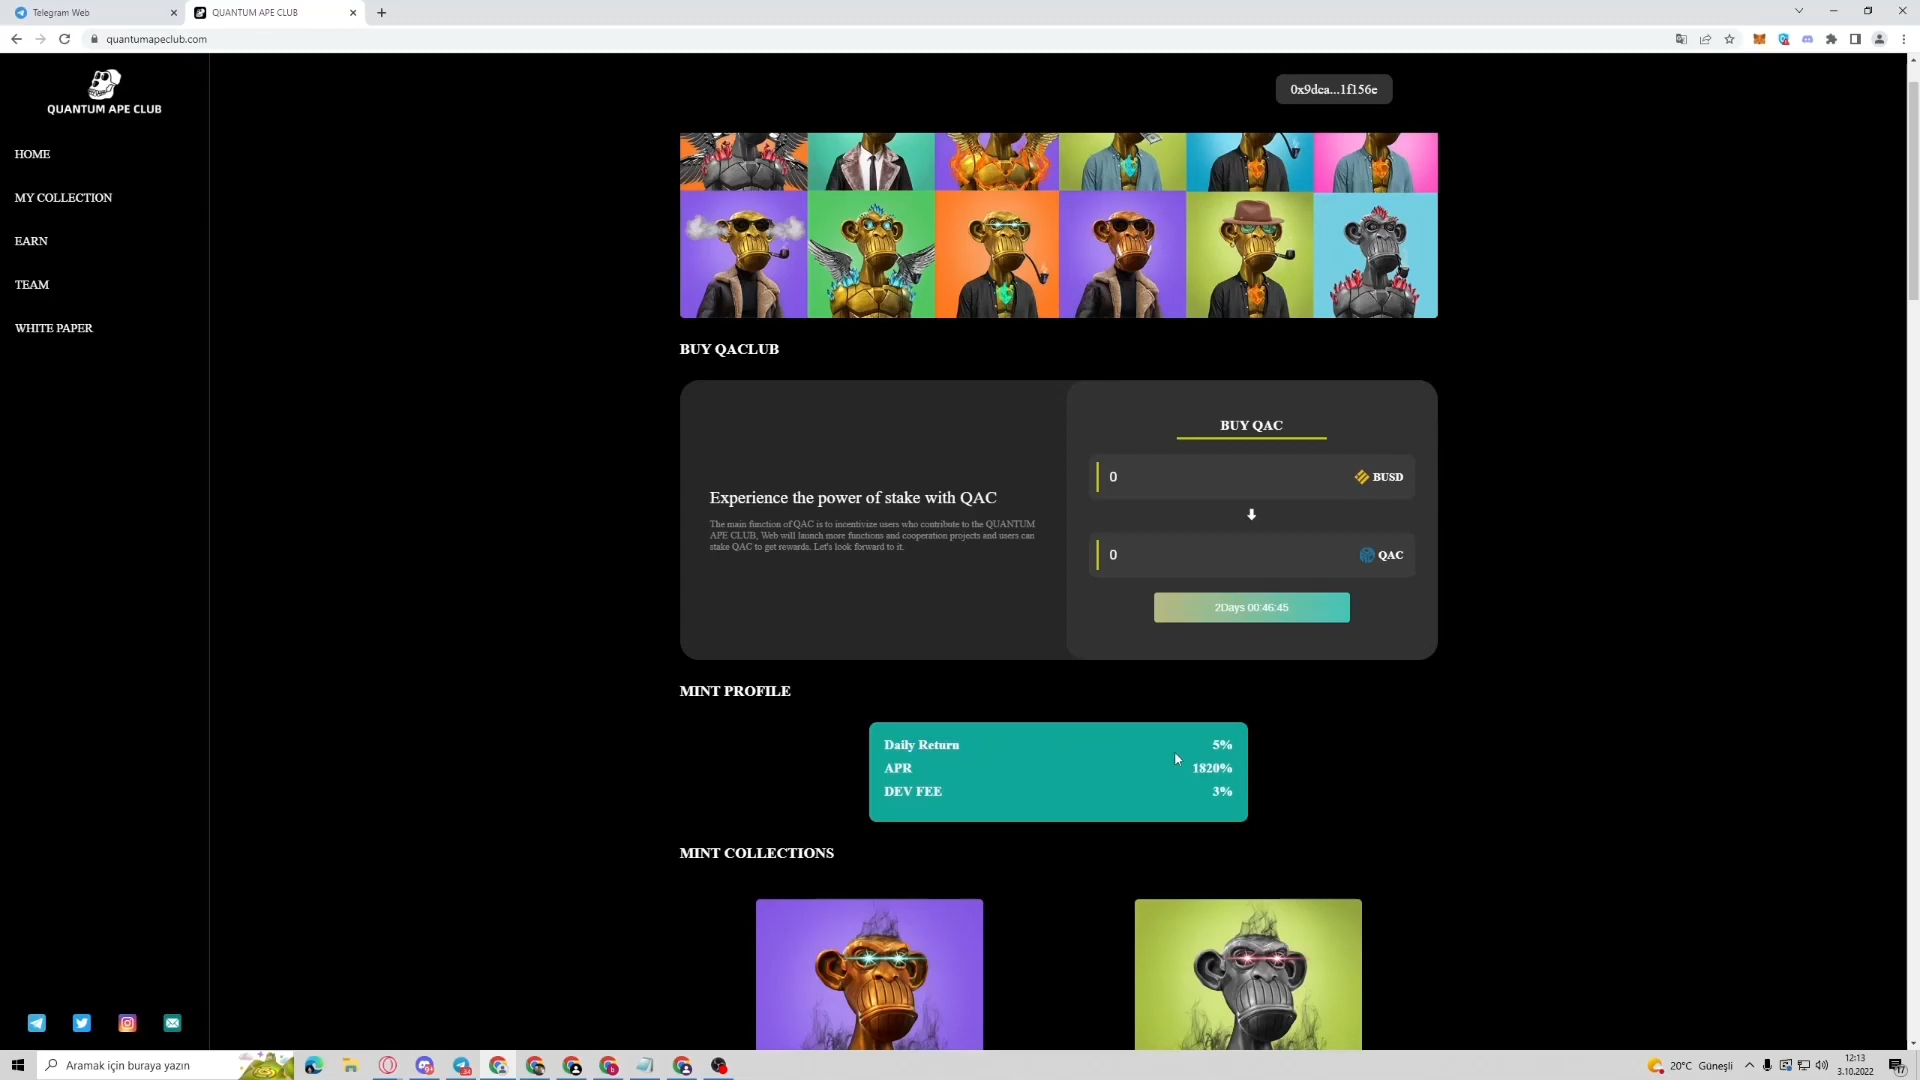 Telegram Web
QUANTUM APE CLUB
quantumapeclub.com
QUANTUM APE CLUB
0x9dca...1f156e
HOME
MY COLLECTION
EARN
TEAM
WHITE PAPER
BUY QACLUB
Experience the power of stake with QAC
The main function of QAC is to incentivize users who contribute to the QUANTUM
APE CLUB, Web will launch more functions and cooperation projects and users can
stake QAC to get rewards. Let's look forward to it.
BUY QAC
0 BUSD
0 QAC
2Days 00:46:45
MINT PROFILE
Daily Return 5%
APR 1820%
DEV FEE 3%
MINT COLLECTIONS
Aramak için buraya yazın
20°C Güneşli
12:13
3.10.2022